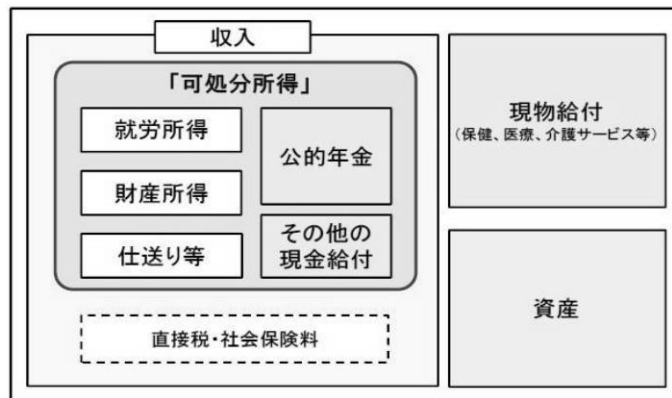 収入
「可処分所得」
就労所得
財産所得
仕送り等
公的年金
その他の
現金給付
直接税・社会保険料
現物給付
（保健、医療、介護サービス等）
資産